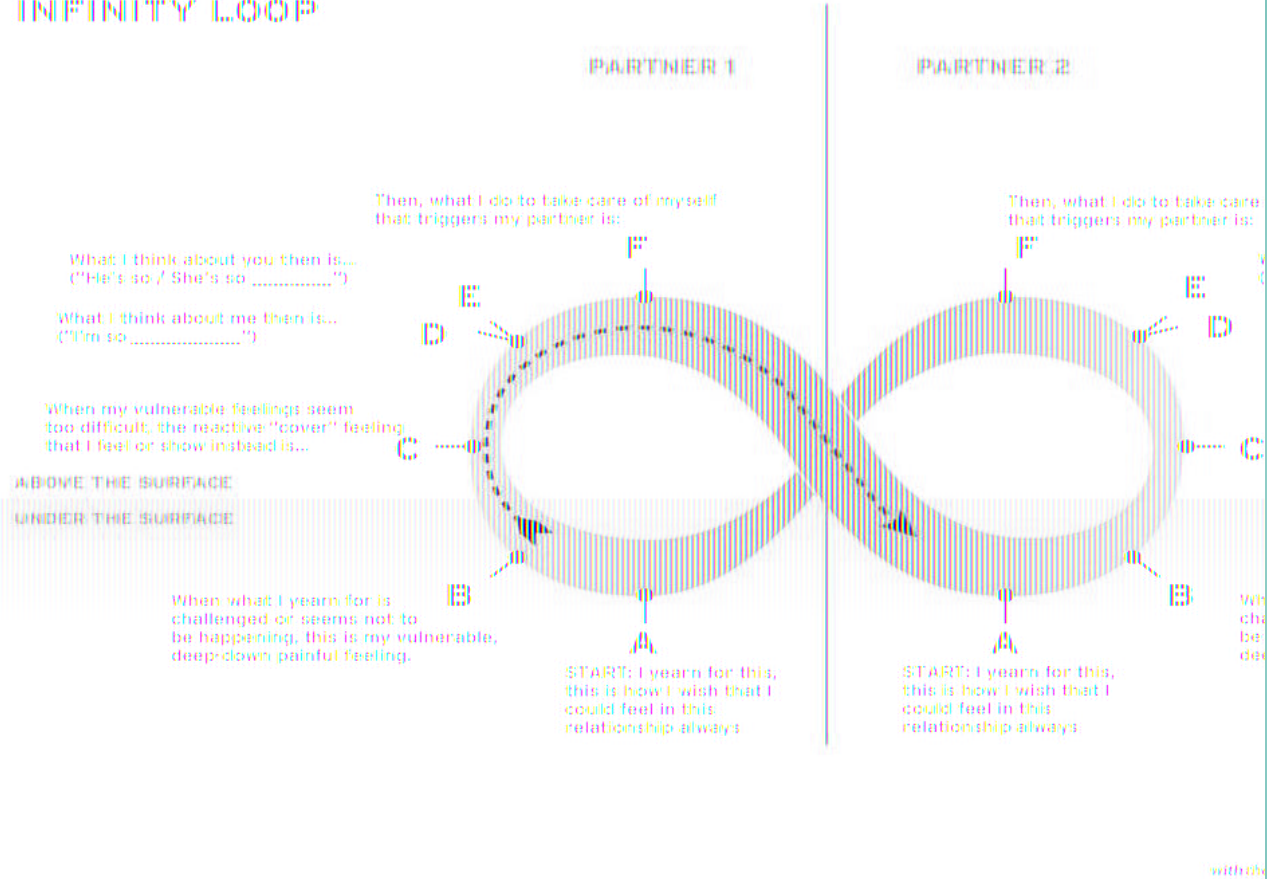 INFINITY LOOP
PARTNER 1
PARTNER 2
Then, what I do to take care of myself
that triggers my partner is:
Then, what I do to take care
that triggers my partner is:
F
F
What I think about you then is...
("He's so / She's so ____________")
E
E
What I think about me then is...
("I'm so_________________")
D
D
When my vulnerable feelings seem
too difficult, the reactive "cover" feeling
that I feel or show instead is...
C
C
ABOVE THE SURFACE
UNDER THE SURFACE
B
B
When what I yearn for is
challenged or seems not to
be happening, this is my vulnerable,
deep-down painful feeling.
A
A
START: I yearn for this,
this is how I wish that I
could feel in this
relationship always
START: I yearn for this,
this is how I wish that I
could feel in this
relationship always